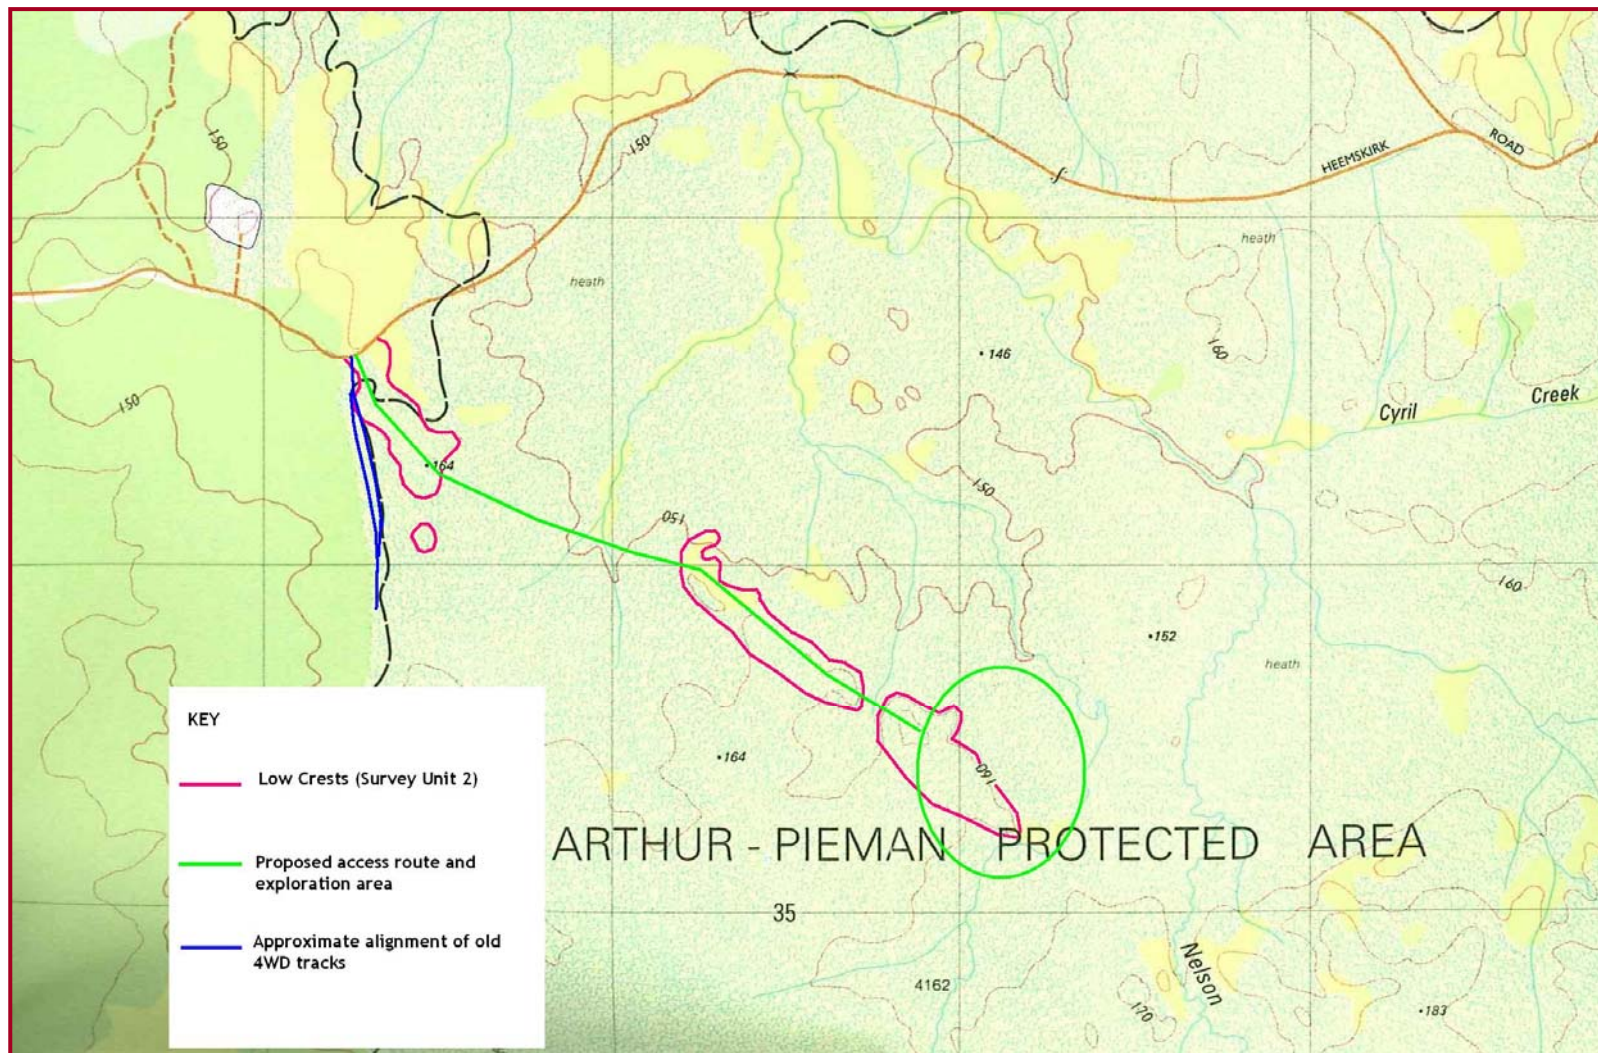 150
150
HEEMSKIRK
ROAD
heath
heath
146
160
150
Cyril
Creek
164
150
150
160
152
heath
KEY
Low Crests (Survey Unit 2)
164
160
Proposed access route and
exploration area
ARTHUR - PIEMAN PROTECTED AREA
35
Approximate alignment of old
4WD tracks
Nelson
4162
170
183